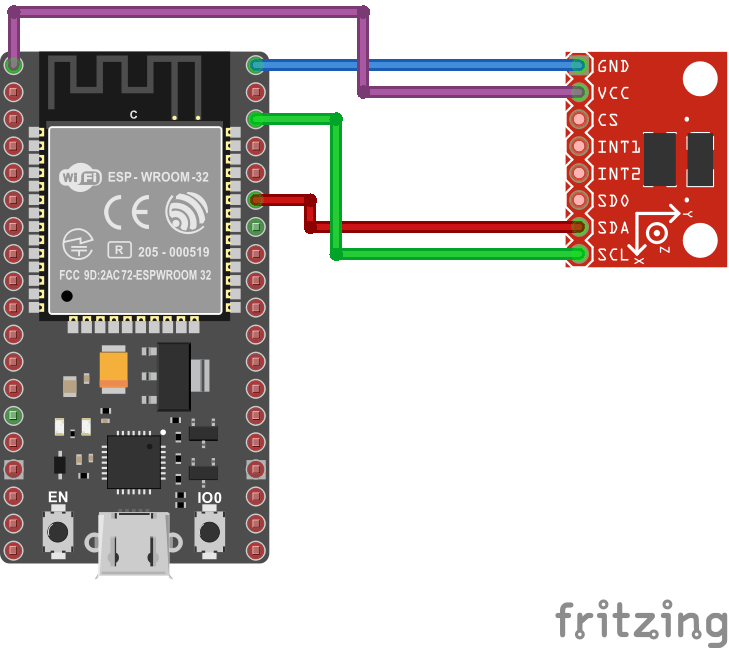 C
Wi Fi ESP - WROOM -32
CE
R 205 - 000519
FCC 9D:2AC72-ESPWROOM 32
EN
IO0
GND
VCC
CS
INT1
INT2
SDO
SDA
SCL
Y
Z
X
fritzing